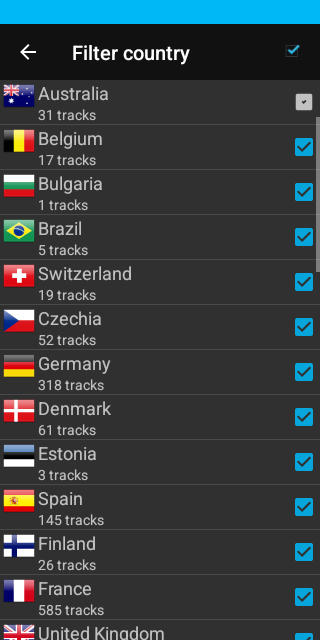 Filter country
Australia
31 tracks
Belgium
17 tracks
Bulgaria
1 tracks
Brazil
5 tracks
Switzerland
19 tracks
Czechia
52 tracks
Germany
318 tracks
Denmark
61 tracks
Estonia
3 tracks
Spain
145 tracks
Finland
26 tracks
France
585 tracks
United Kingdom